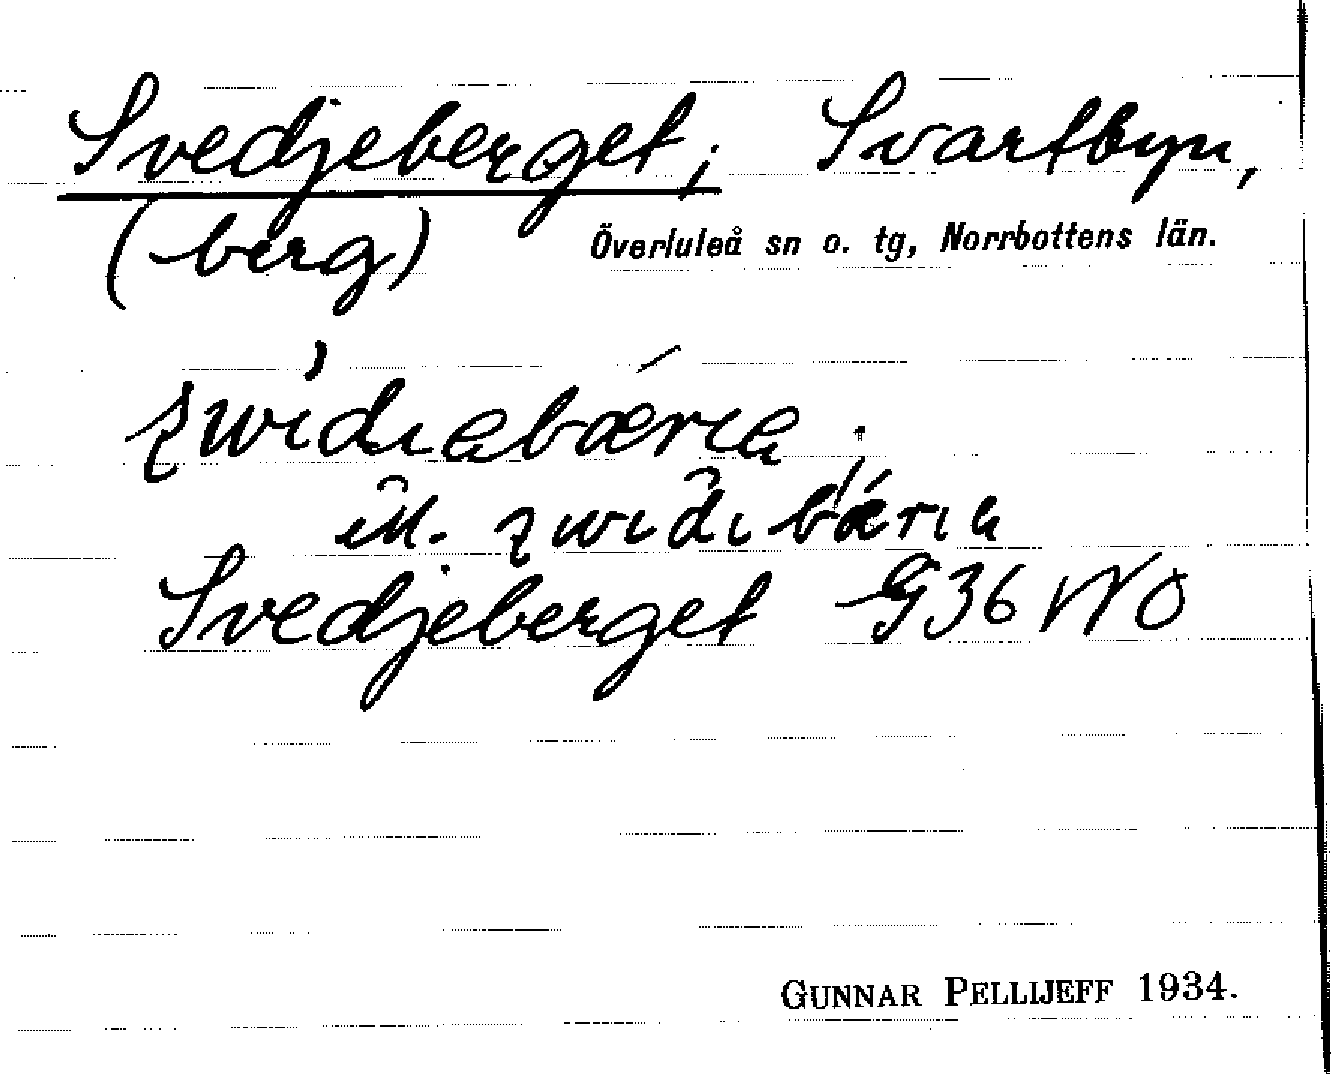 Svedjeberget; Svartbyn,
(berg) Överluleå sn o. tg, Norrbottens län.
Svedjeberget G36 NO
GUNNAR PELLIJEFF 1934.